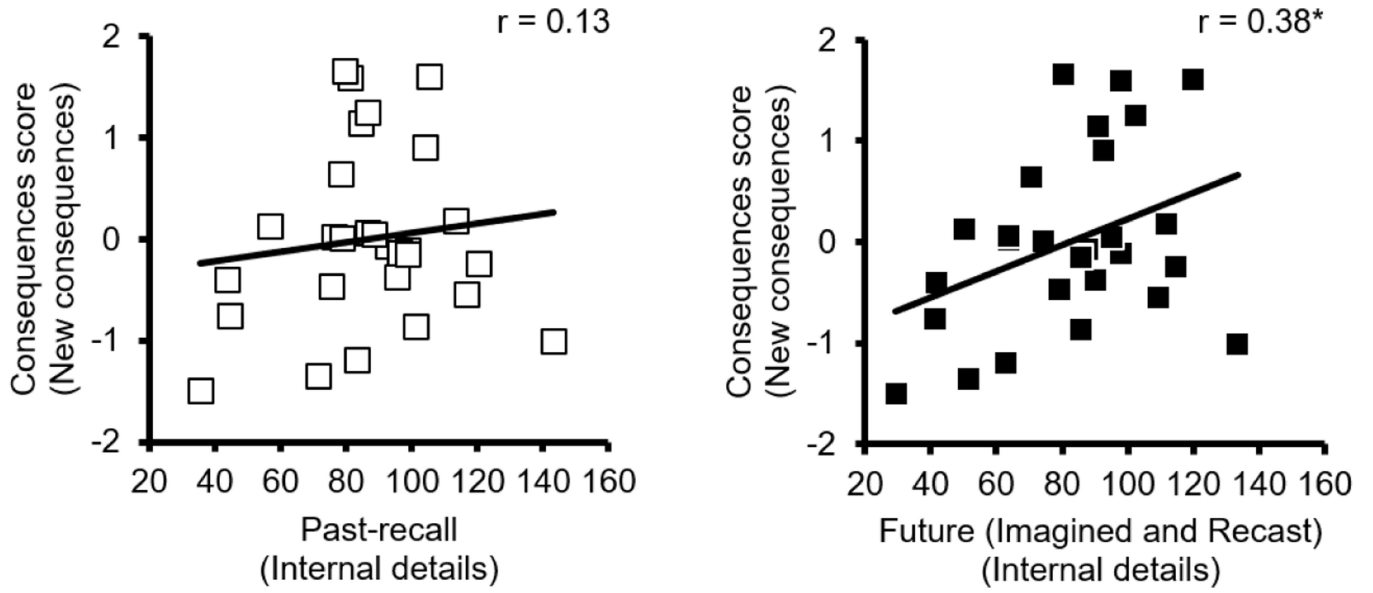 r = 0.13
2
1
0
-1
-2
Consequences score
(New consequences)
20 40 60 80 100 120 140 160
Past-recall
(Internal details)
r = 0.38*
2
1
0
-1
-2
Consequences score
(New consequences)
20 40 60 80 100 120 140 160
Future (Imagined and Recast)
(Internal details)